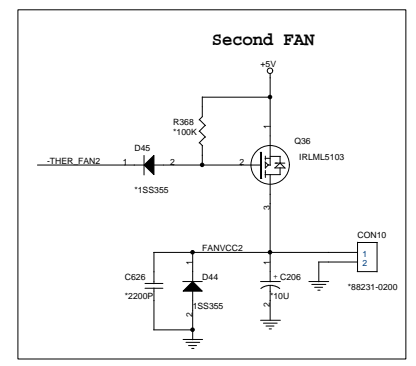 Second FAN
+5V
R368
*100K
1
Q36
D45
-THER_FAN2
1
2
2
IRLML5103
*1SS355
3
CON10
FANVCC2
1
2
C626
1
D44
1
+ C206
*2200P
1SS355
*10U
*88231-0200
2
2